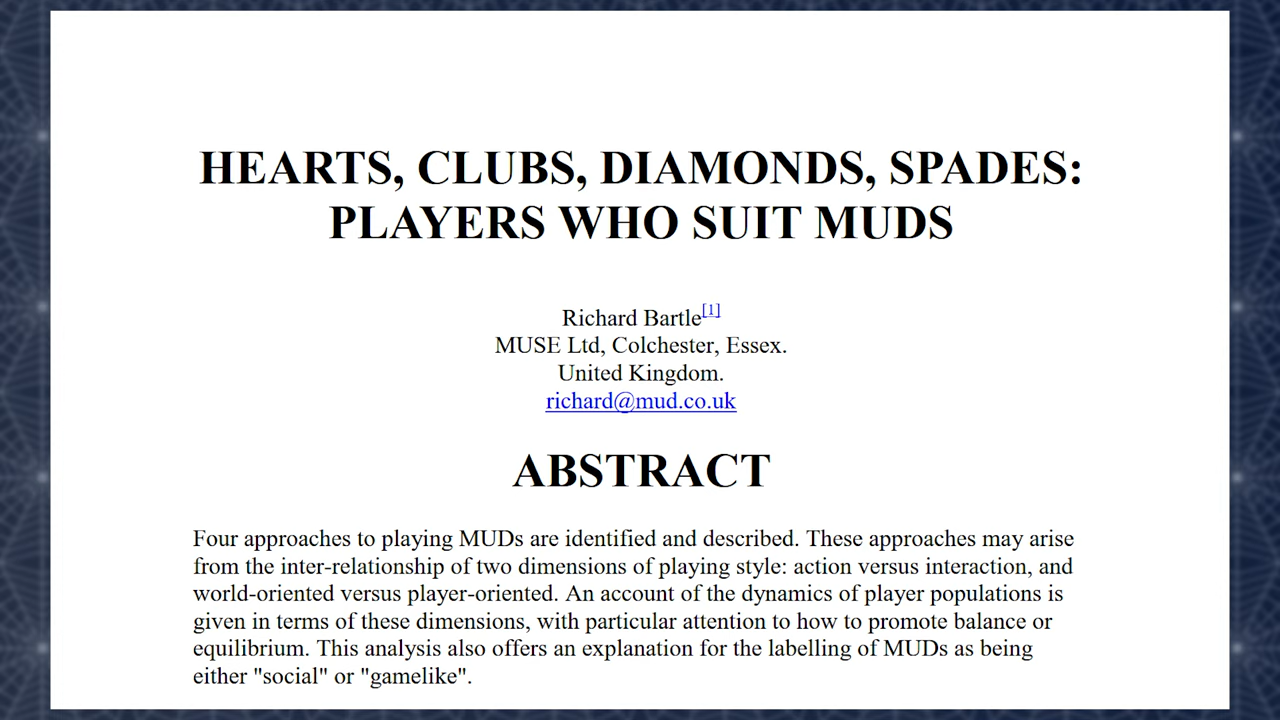 HEARTS, CLUBS, DIAMONDS, SPADES:
PLAYERS WHO SUIT MUDS
Richard Bartle[1]
MUSE Ltd, Colchester, Essex.
United Kingdom.
richard@mud.co.uk
ABSTRACT
Four approaches to playing MUDs are identified and described. These approaches may arise
from the inter-relationship of two dimensions of playing style: action versus interaction, and
world-oriented versus player-oriented. An account of the dynamics of player populations is
given in terms of these dimensions, with particular attention to how to promote balance or
equilibrium. This analysis also offers an explanation for the labelling of MUDs as being
either "social" or "gamelike".